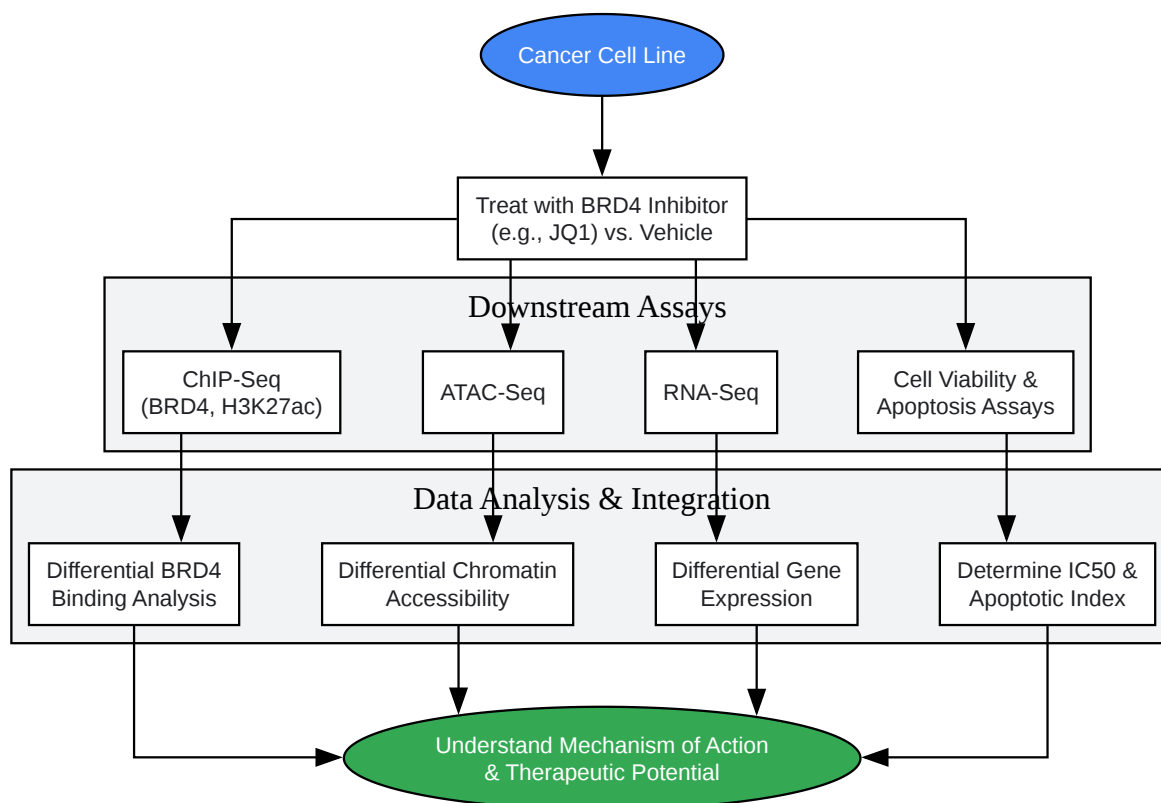 Cancer Cell Line
Treat with BRD4 Inhibitor
(e.g., JQ1) vs. Vehicle
Downstream Assays
ChIP-Seq
(BRD4, H3K27ac)
ATAC-Seq
RNA-Seq
Cell Viability &
Apoptosis Assays
Data Analysis & Integration
Differential BRD4
Binding Analysis
Differential Chromatin
Accessibility
Differential Gene
Expression
Determine IC50 &
Apoptotic Index
Understand Mechanism of Action
& Therapeutic Potential